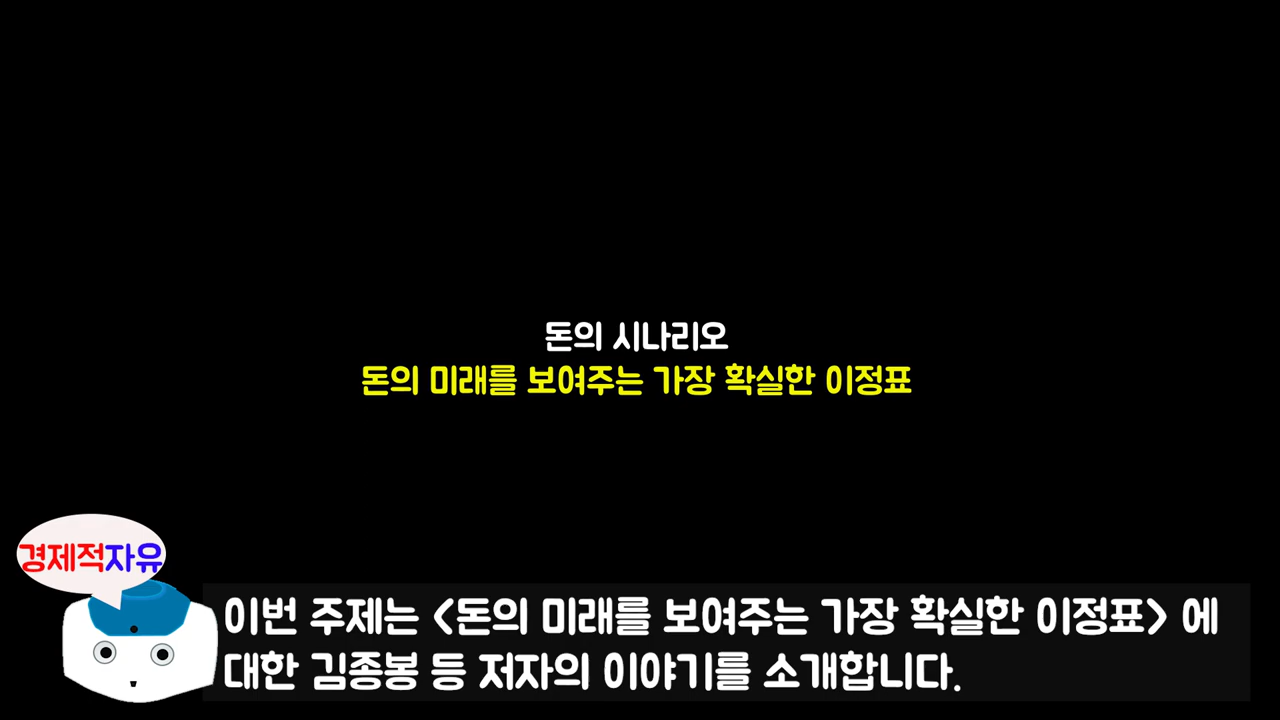 돈의 시나리오
돈의 미래를 보여주는 가장 확실한 이정표
경제적자유
이번 주제는 <돈의 미래를 보여주는 가장 확실한 이정표> 에
대한 김종봉 등 저자의 이야기를 소개합니다.